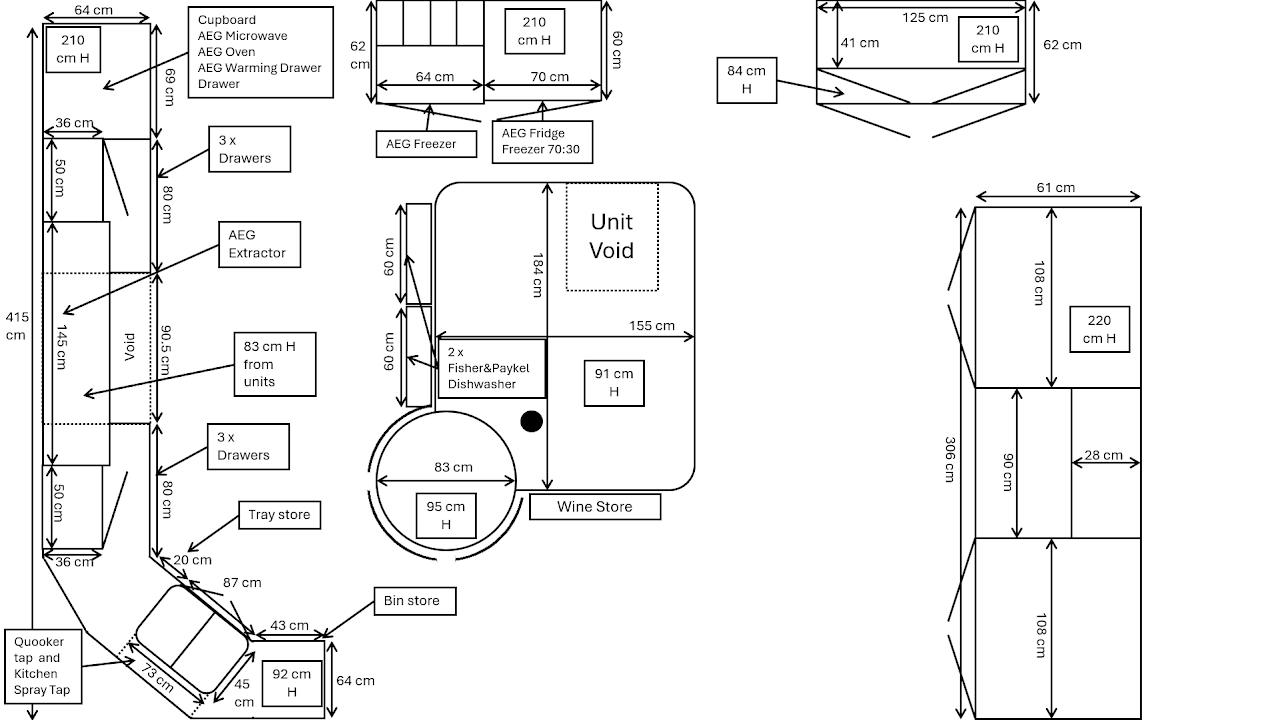 64 cm
210
cm H
Cupboard
AEG Microwave
AEG Oven
AEG Warming Drawer
Drawer
69 cm
36 cm
3 x
Drawers
50 cm
80 cm
AEG
Extractor
415
cm
145 cm
Void
90.5 cm
83 cm H
from
units
3 x
Drawers
50 cm
80 cm
36 cm
Tray store
20 cm
87 cm
Bin store
43 cm
Quooker
tap and
Kitchen
Spray Tap
73 cm
45
cm
92 cm
H
64 cm
62
cm
210
cm H
60 cm
64 cm
70 cm
AEG Freezer
AEG Fridge
Freezer 70:30
Unit
Void
60 cm
184 cm
155 cm
60 cm
2 x
Fisher&Paykel
Dishwasher
91 cm
H
83 cm
95 cm
H
Wine Store
125 cm
41 cm
210
cm H
62 cm
84 cm
H
61 cm
108 cm
220
cm H
306 cm
90 cm
28 cm
108 cm